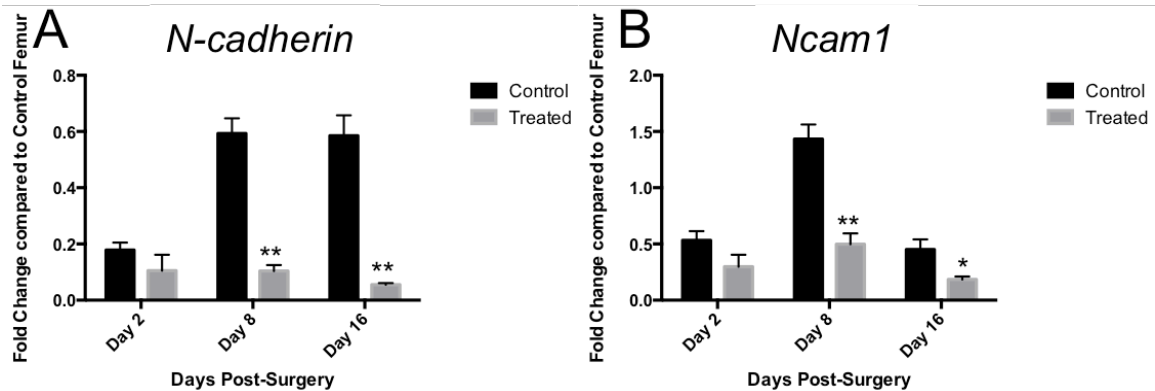 A
N-cadherin
Fold Change compared to Control Femur
0.8
0.6
0.4
0.2
0.0
**
**
Day 2
Day 8
Day 16
Days Post-Surgery
Control
Treated
B
Ncam1
Fold Change compared to Control Femur
2.0
1.5
1.0
0.5
0.0
**
*
Day 2
Day 8
Day 16
Days Post-Surgery
Control
Treated